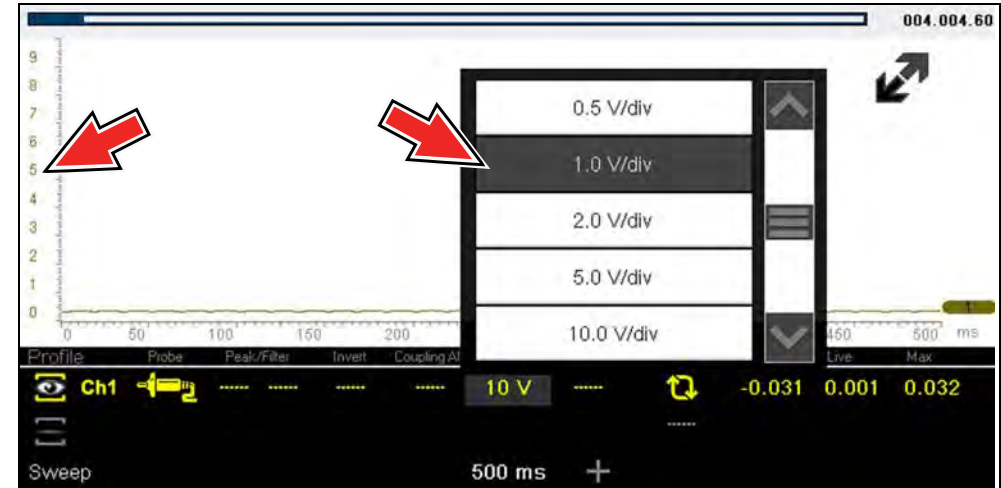 004.004.60
9
8
7
6
5
4
3
2
1
0
0.5 V/div
1.0 V/div
2.0 V/div
5.0 V/div
10.0 V/div
1
0 50 100 150 200 450 500 ms
Profile Probe Peak/Filter Invert Coupling Live Max
Ch1 ------ ------ ------ ------ 10 V ------ -0.031 0.001 0.032
------
Sweep 500 ms +